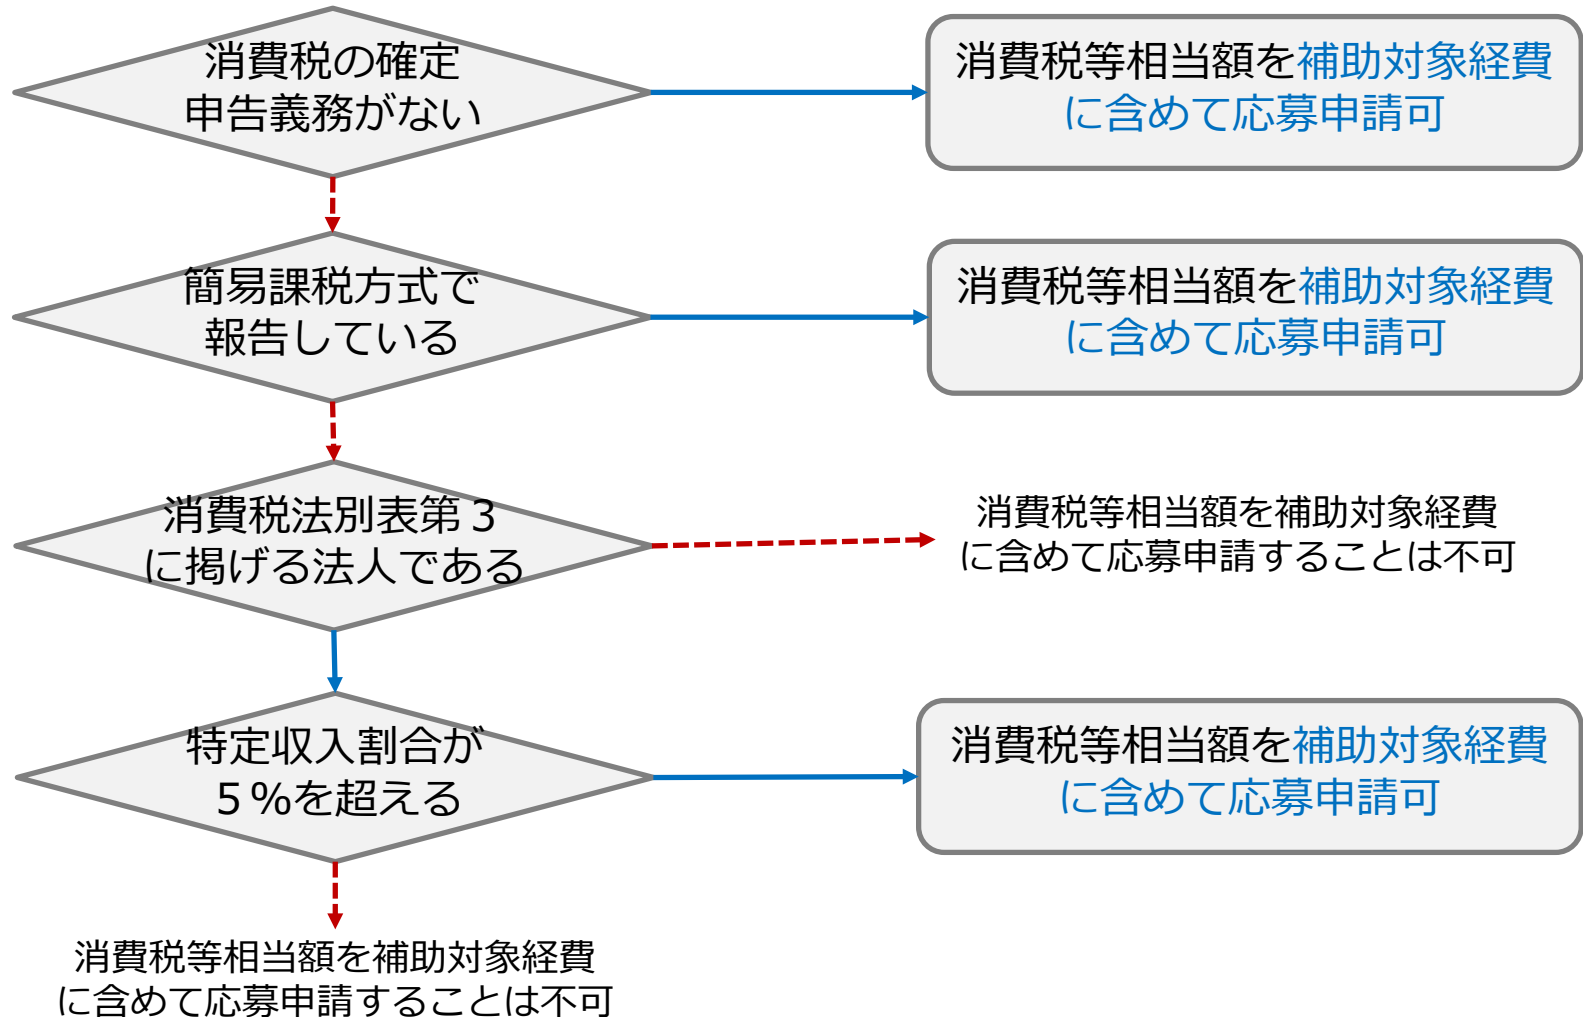 消費税の確定
申告義務がない
消費税等相当額を補助対象経費
に含めて応募申請可
簡易課税方式で
報告している
消費税等相当額を補助対象経費
に含めて応募申請可
消費税法別表第３
に掲げる法人である
消費税等相当額を補助対象経費
に含めて応募申請することは不可
特定収入割合が
５%を超える
消費税等相当額を補助対象経費
に含めて応募申請可
消費税等相当額を補助対象経費
に含めて応募申請することは不可